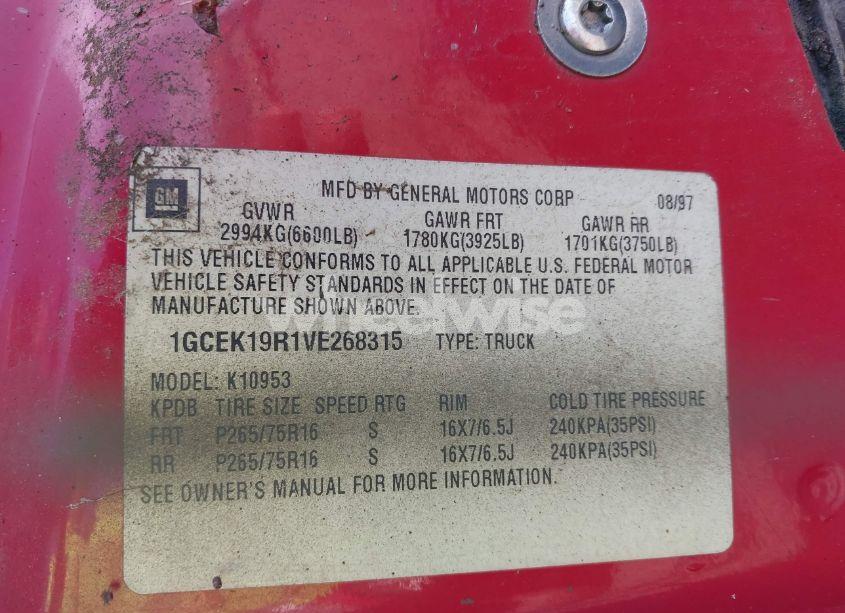 GM
MFD BY GENERAL MOTORS CORP 08/97
GVWR GAWR FRT GAWR RR
2994KG(6600LB) 1780KG(3925LB) 1701KG(3750LB)
THIS VEHICLE CONFORMS TO ALL APPLICABLE U.S. FEDERAL MOTOR
VEHICLE SAFETY STANDARDS IN EFFECT ON THE DATE OF
MANUFACTURE SHOWN ABOVE.
wheelwise
1GCEK19R1VE268315 TYPE: TRUCK
MODEL: K10953
KPDB TIRE SIZE SPEED RTG RIM COLD TIRE PRESSURE
FRT P265/75R16 S 16X7/6.5J 240KPA(35PSI)
RR P265/75R16 S 16X7/6.5J 240KPA(35PSI)
SEE OWNER'S MANUAL FOR MORE INFORMATION.